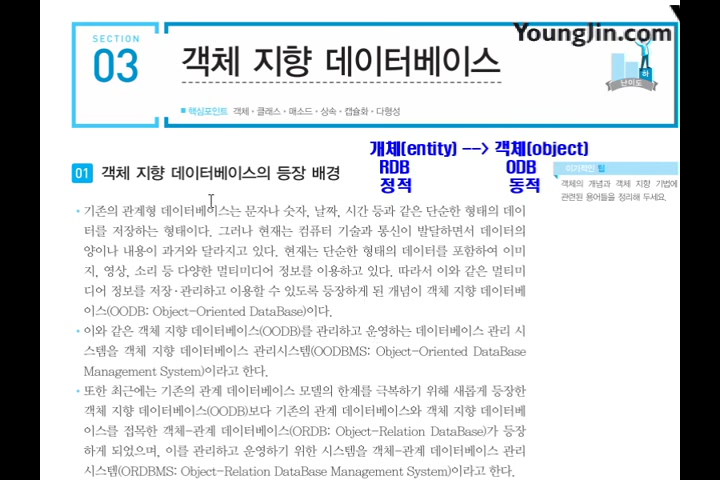 YoungJin.com
SECTION
03
객체 지향 데이터베이스
난이도 하
■ 핵심포인트 객체 · 클래스 · 매소드 · 상속 · 캡슐화 · 다형성
개체(entity) --> 객체(object)
RDB ODB
정적 동적
01 객체 지향 데이터베이스의 등장 배경
객체의 개념과 객체 지향 기법에
관련된 용어들을 정리해 두세요.
• 기존의 관계형 데이터베이스는 문자나 숫자, 날짜, 시간 등과 같은 단순한 형태의 데이
터를 저장하는 형태이다. 그러나 현재는 컴퓨터 기술과 통신이 발달하면서 데이터의
양이나 내용이 과거와 달라지고 있다. 현재는 단순한 형태의 데이터를 포함하여 이미
지, 영상, 소리 등 다양한 멀티미디어 정보를 이용하고 있다. 따라서 이와 같은 멀티미
디어 정보를 저장·관리하고 이용할 수 있도록 등장하게 된 개념이 객체 지향 데이터베
이스(OODB: Object-Oriented DataBase)이다.
• 이와 같은 객체 지향 데이터베이스(OODB)를 관리하고 운영하는 데이터베이스 관리 시
스템을 객체 지향 데이터베이스 관리시스템(OODBMS: Object-Oriented DataBase
Management System)이라고 한다.
• 또한 최근에는 기존의 관계 데이터베이스 모델의 한계를 극복하기 위해 새롭게 등장한
객체 지향 데이터베이스(OODB)보다 기존의 관계 데이터베이스와 객체 지향 데이터베
이스를 접목한 객체-관계 데이터베이스(ORDB: Object-Relation DataBase)가 등장
하게 되었으며, 이를 관리하고 운영하기 위한 시스템을 객체-관계 데이터베이스 관리
시스템(ORDBMS: Object-Relation DataBase Management System)이라고 한다.